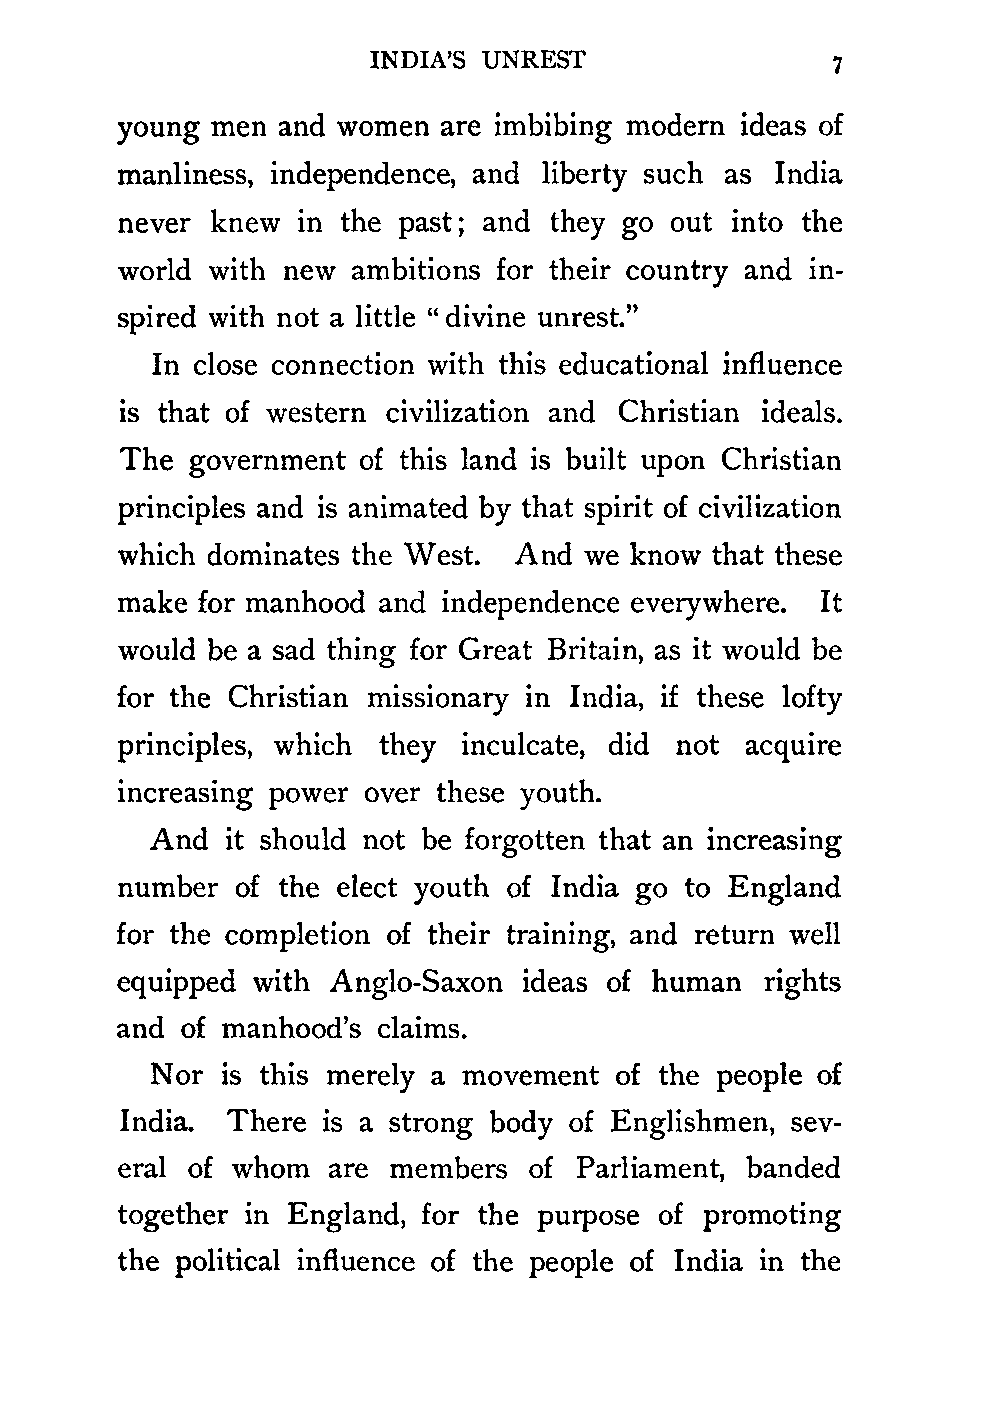 INDIA'S UNREST 7
young men and women are imbibing modern ideas of
manliness, independence, and liberty such as India
never knew in the past; and they go out into the
world with new ambitions for their country and in-
spired with not a little "divine unrest."
In close connection with this educational influence
is that of western civilization and Christian ideals.
The government of this land is built upon Christian
principles and is animated by that spirit of civilization
which dominates the West. And we know that these
make for manhood and independence everywhere. It
would be a sad thing for Great Britain, as it would be
for the Christian missionary in India, if these lofty
principles, which they inculcate, did not acquire
increasing power over these youth.
And it should not be forgotten that an increasing
number of the elect youth of India go to England
for the completion of their training, and return well
equipped with Anglo-Saxon ideas of human rights
and of manhood's claims.
Nor is this merely a movement of the people of
India. There is a strong body of Englishmen, sev-
eral of whom are members of Parliament, banded
together in England, for the purpose of promoting
the political influence of the people of India in the